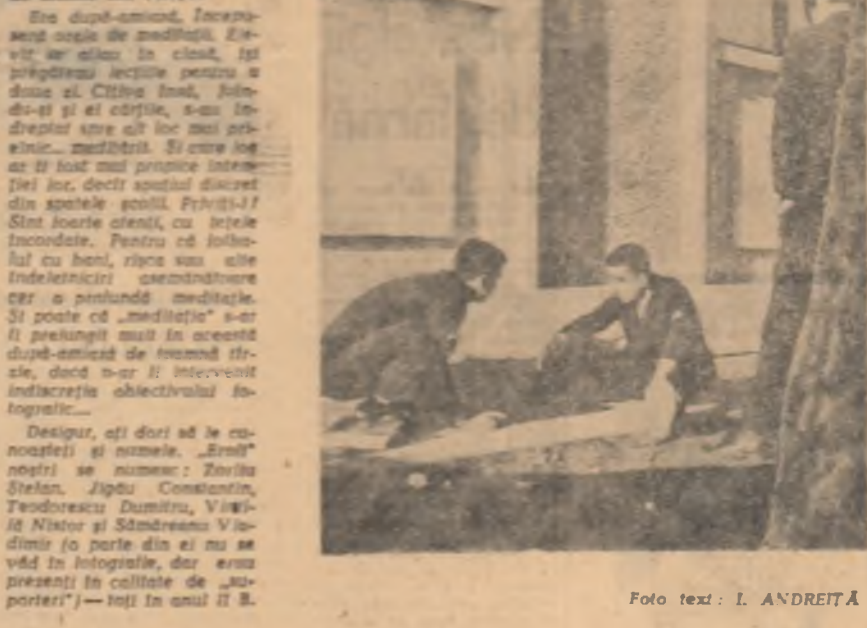 Era după-amiază. Începu-
seră orele de meditații. Ele-
vii se aflau în clasă, își
pregăteau lecțiile pentru a
doua zi. Cîțiva însă, luîn-
du-și și ei cărțile, s-au în-
dreptat spre alt loc mai pri-
elnic... meditării. Și care loc
ar fi fost mai propice inten-
ției lor, decît spațiul discret
din spatele școlii. Priviți-i!
Sînt foarte atenți, cu fețele
încordate. Pentru că fotba-
lul cu bani, rișca sau alte
îndeletniciri asemănătoare
cer o profundă meditație.
Și poate că „meditația" s-ar
fi prelungit mult în această
după-amiază de toamnă tîr-
zie, dacă n-ar fi intervenit
indiscreția obiectivului fo-
tografic...
Desigur, ați dori să le cu-
noașteți și numele. „Eroii"
noștri se numesc: Zorila
Ștefan, Jigău Constantin,
Teodorescu Dumitru,
Nistor și Sămăreanu Vla-
dimir (o parte din ei nu se
văd în fotografie, dar erau
prezenți în calitate de „su-
porteri") — toți în anul II B.
Foto text: I. ANDREIȚĂ